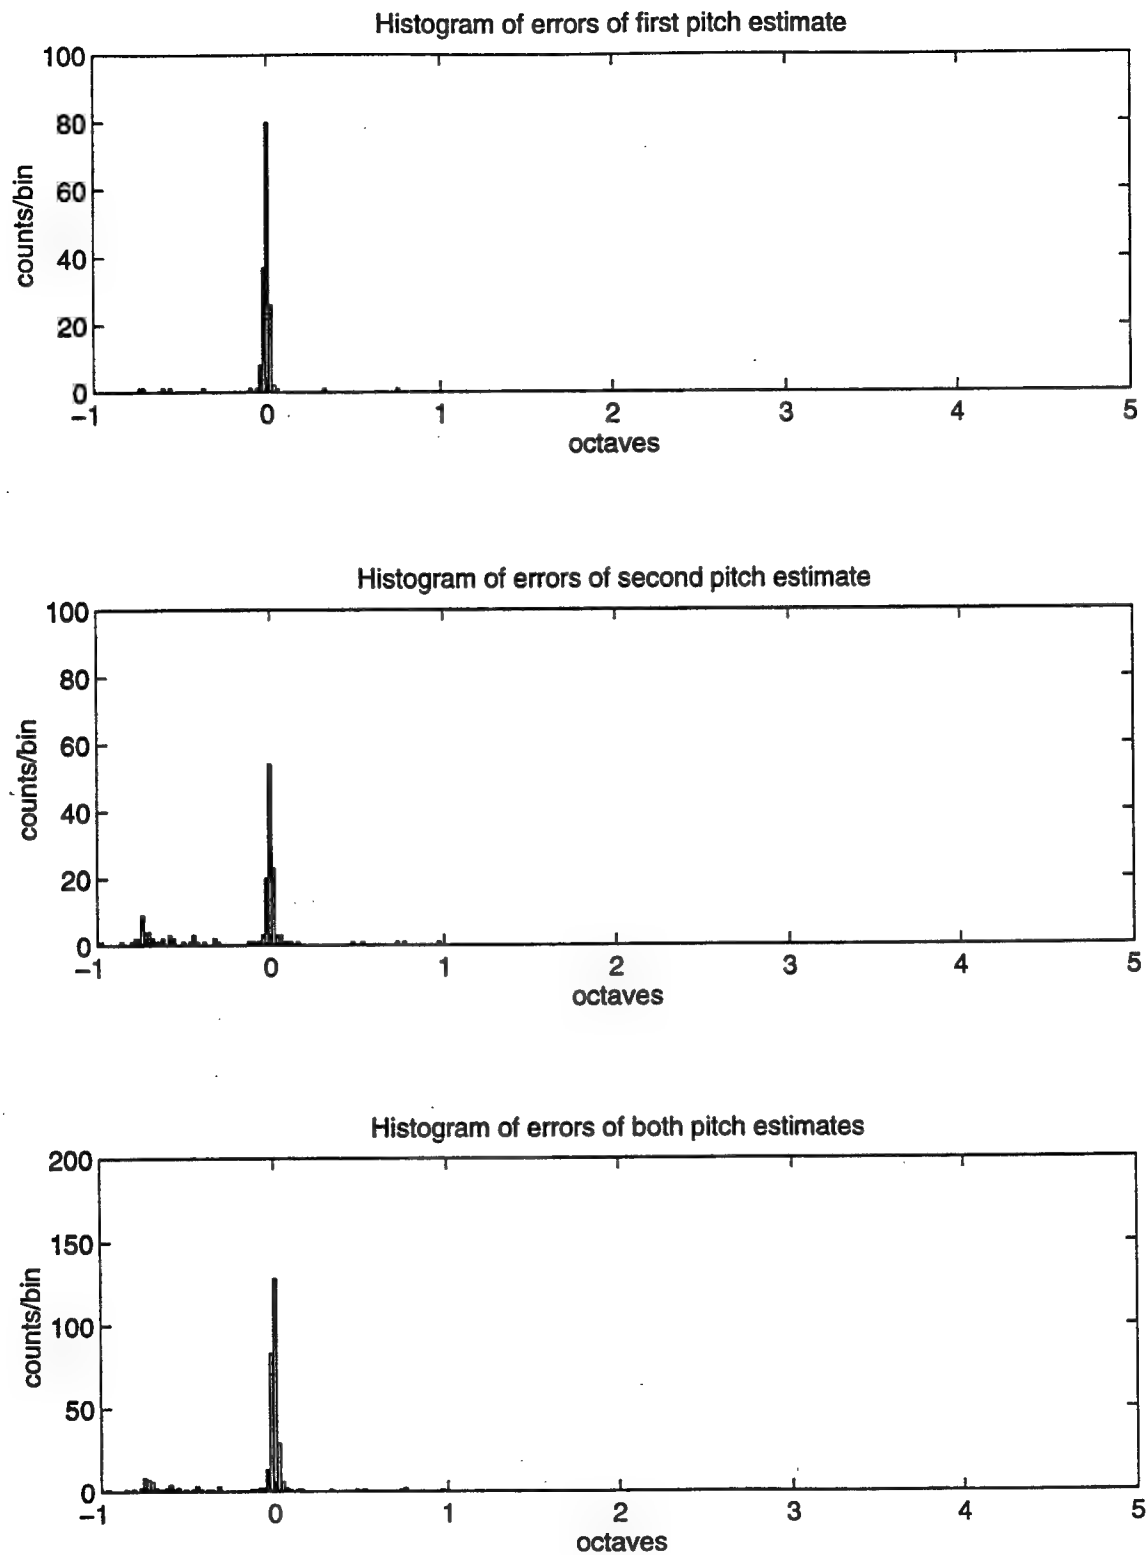 Histogram of errors of first pitch estimate
100
80
60
40
20
0
counts/bin
−1 0 1 2 3 4 5
octaves
Histogram of errors of second pitch estimate
100
80
60
40
20
0
counts/bin
−1 0 1 2 3 4 5
octaves
Histogram of errors of both pitch estimates
200
150
100
50
0
counts/bin
−1 0 1 2 3 4 5
octaves